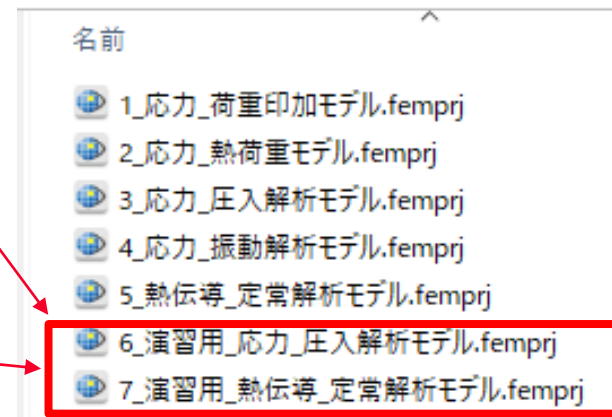 名前
1_応力_荷重印加モデル.femprj
2_応力_熱荷重モデル.femprj
3_応力_圧入解析モデル.femprj
4_応力_振動解析モデル.femprj
5_熱伝導_定常解析モデル.femprj
6_演習用_応力_圧入解析モデル.femprj
7_演習用_熱伝導_定常解析モデル.femprj